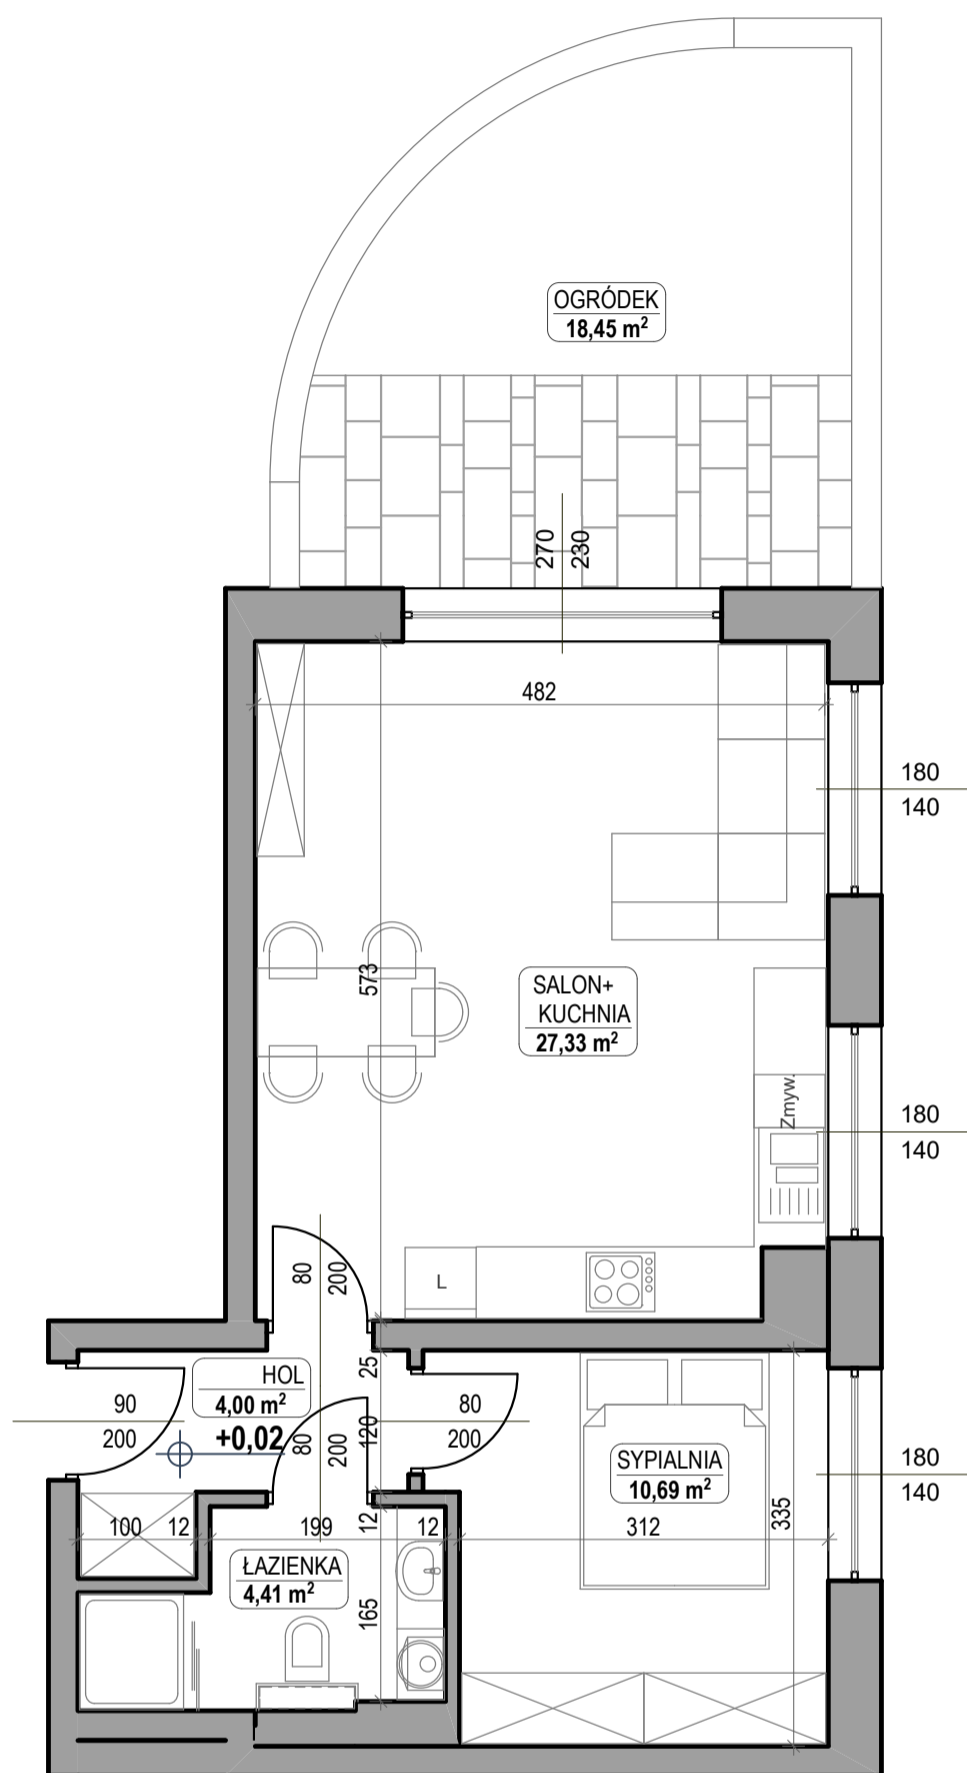 OGRÓDEK
18,45 m²
270
230
482
180
140
573
SALON+
KUCHNIA
27,33 m²
Zmyw.
180
140
80
200
L
HOL
4,00 m²
+0,02
90
200
25
120
80
200
80
200
SYPIALNIA
10,69 m²
180
140
335
100
12
199
12
12
312
ŁAZIENKA
4,41 m²
165